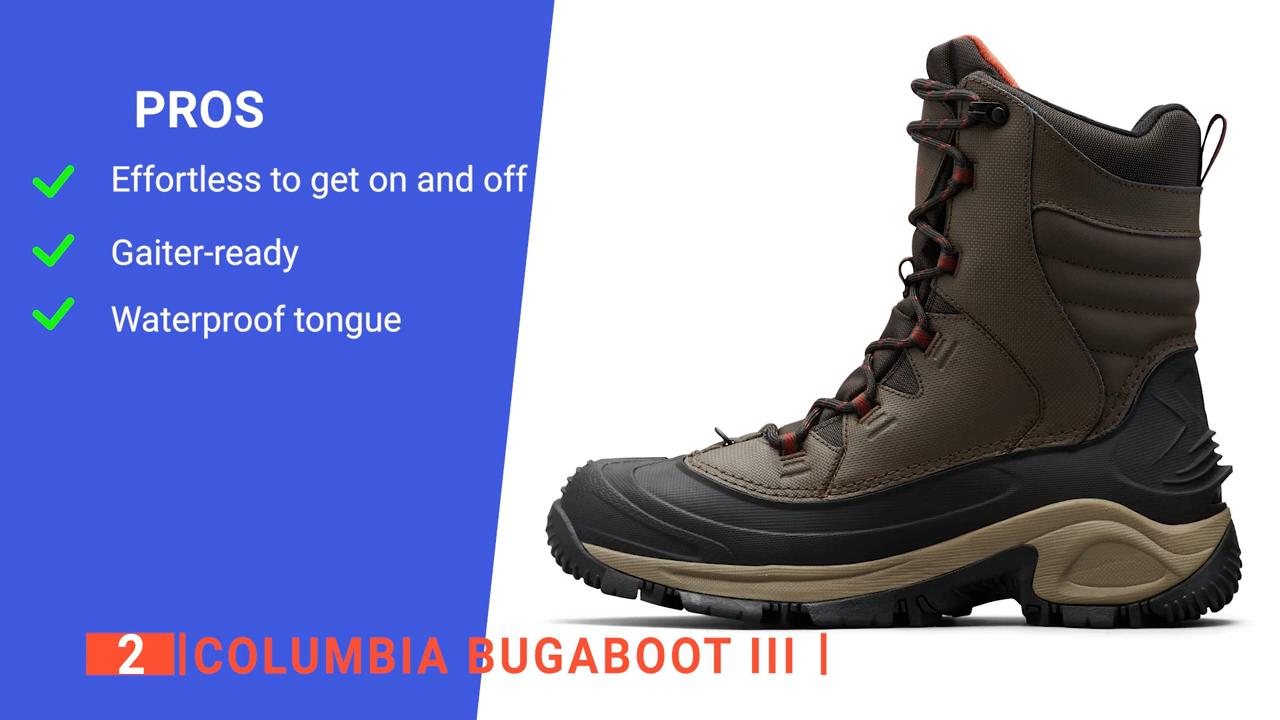 PROS
Effortless to get on and off
Gaiter-ready
Waterproof tongue
2 | COLUMBIA BUGABOOT III |